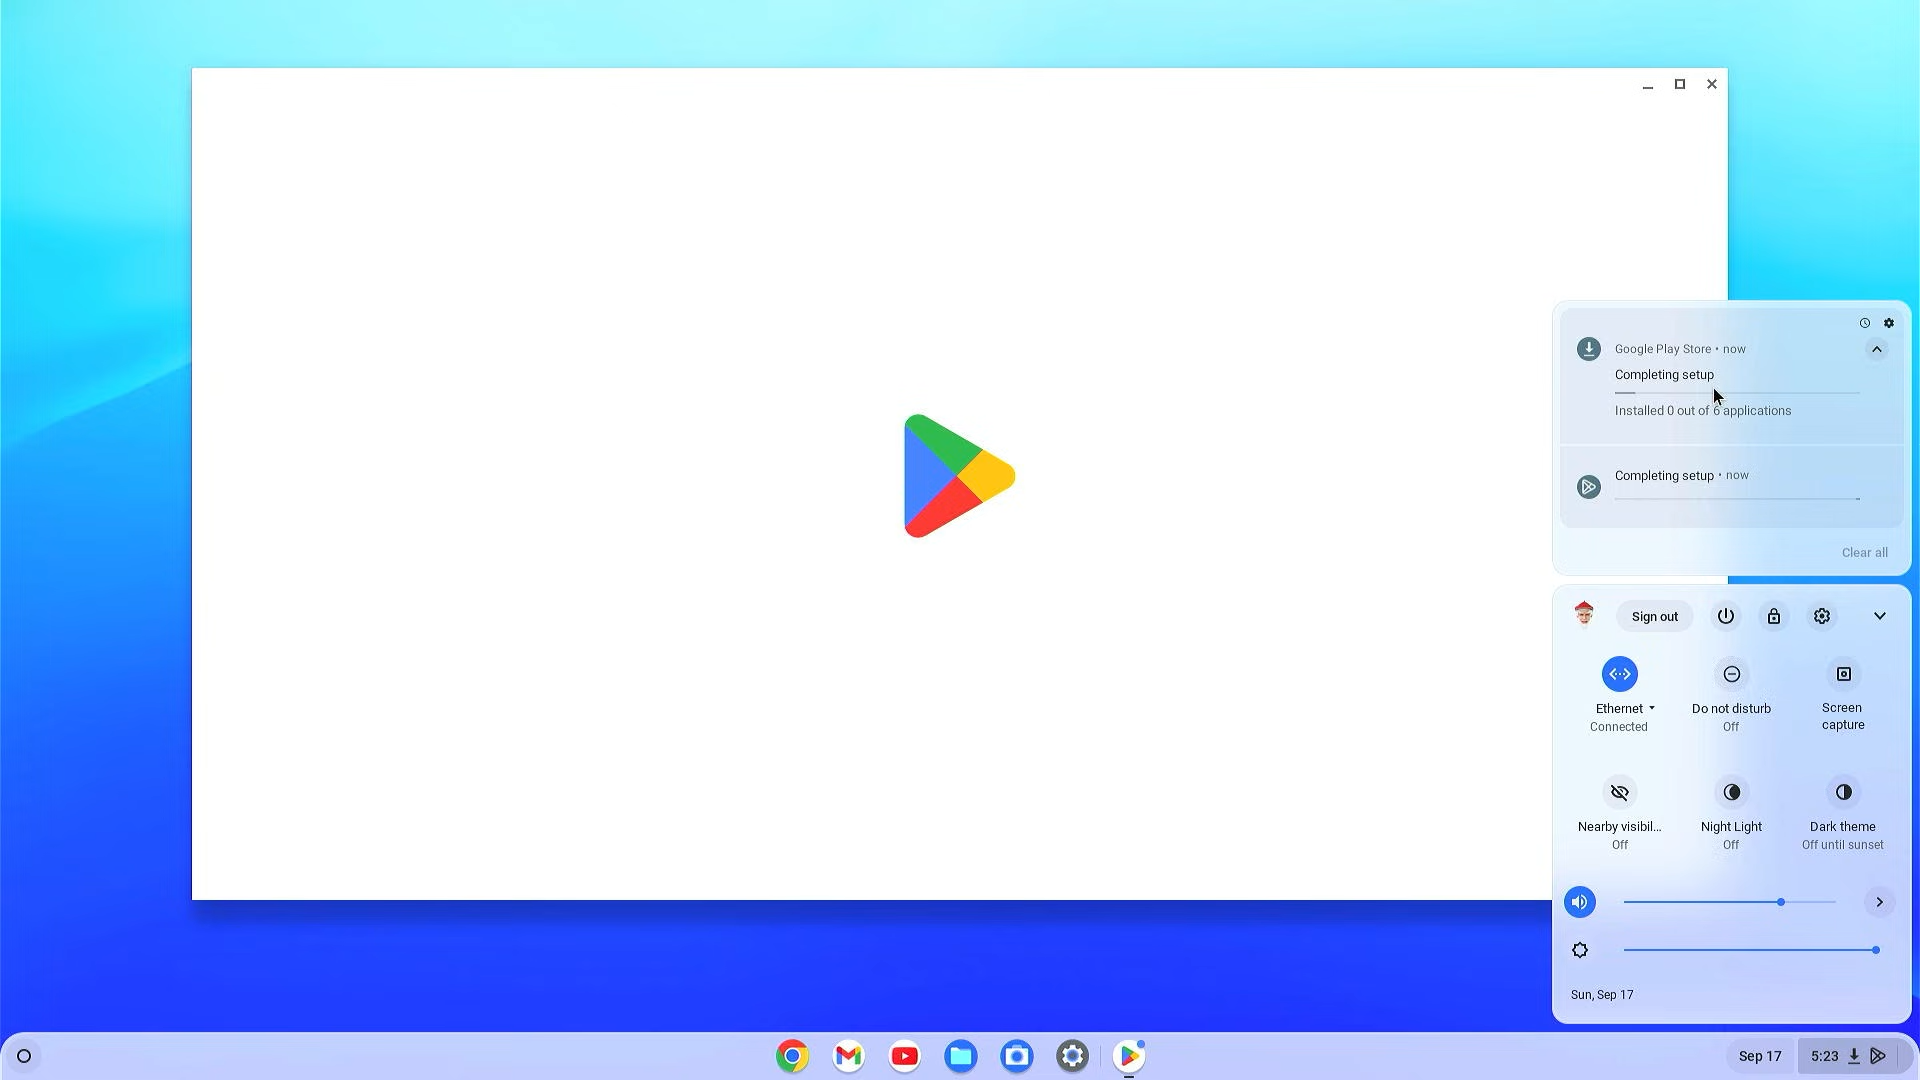 Google Play Store • now
Completing setup
Installed 0 out of 6 applications
Completing setup • now
Clear all
Sign out
Ethernet
Connected
Do not disturb
Off
Screen
capture
Nearby visibil...
Off
Night Light
Off
Dark theme
Off until sunset
Sun, Sep 17
Sep 17
5:23